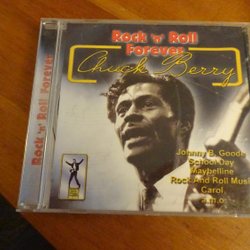 Rock 'n' Roll
Forever
Chuck Berry
Rock 'n' Roll Forever
Johnny B. Goode
School Day
Maybelline
Rock And Roll Mus
Carol
a.m.o.